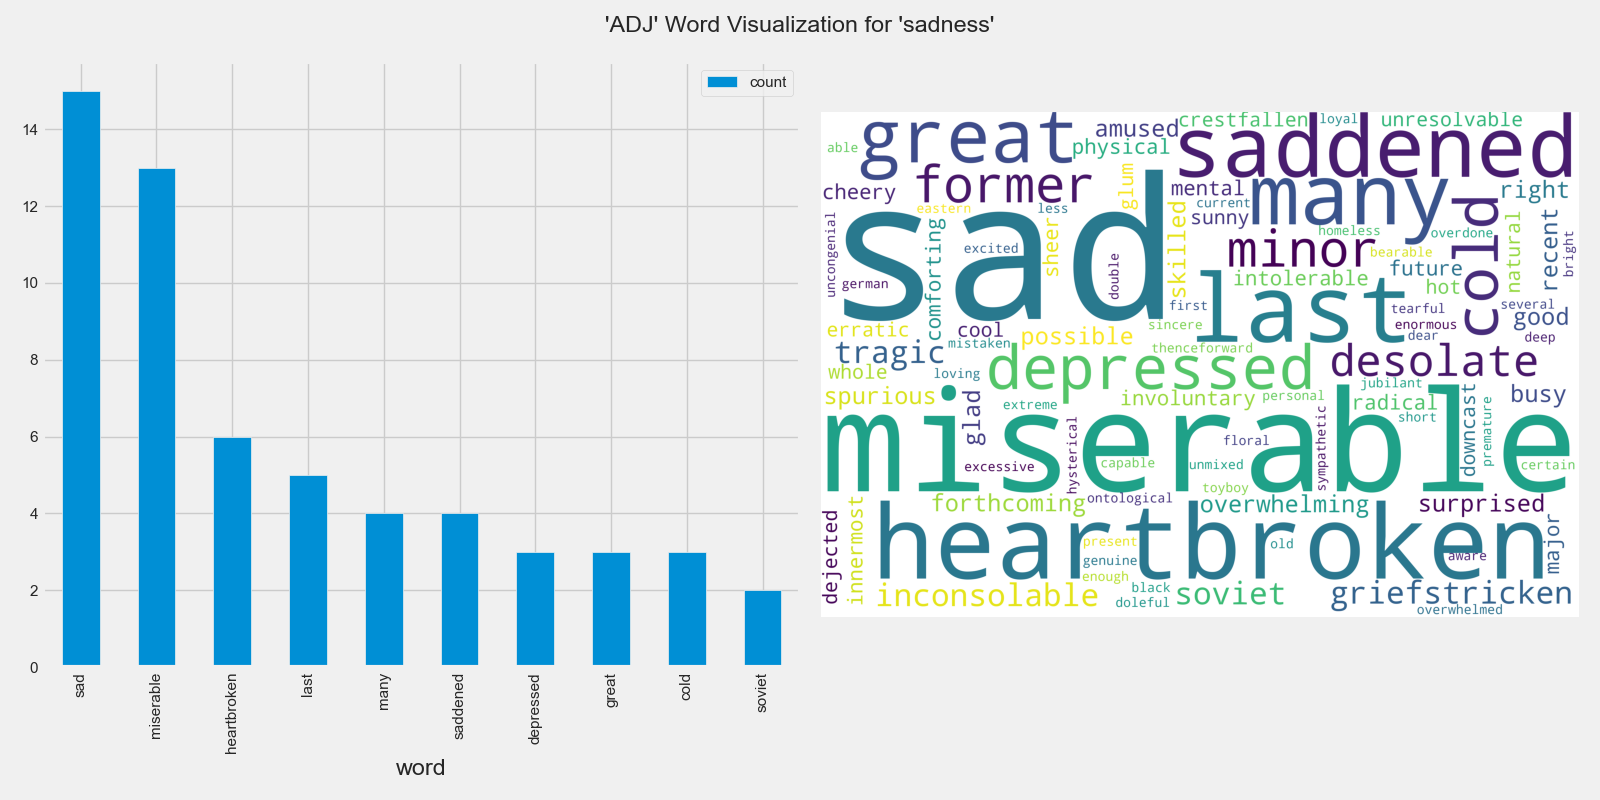 'ADJ' Word Visualization for 'sadness'
count
14
12
10
8
6
4
2
0
sad
miserable
heartbroken
last
many
saddened
depressed
great
cold
soviet
word
great
amused
crestfallen
loyal
unresolvable
able
physical
saddened
cheery
former
glum
mental
many
right
eastern
less
current
sunny
cold
uncongenial
sad
excited
sheer
skilled
homeless
overdone
natural
recent
bright
comforting
minor
bearable
german
double
intolerable
future
hot
first
last
tearful
several
good
erratic
cool
possible
sincere
enormous
dear
deep
tragic
mistaken
thenceforward
desolate
whole
loving
depressed
jubilant
spurious
glad
extreme
involuntary
personal
radical
short
downcast
premature
busy
miserable
hysterical
floral
sympathetic
excessive
capable
unmixed
certain
toyboy
forthcoming
ontological
overwhelming
surprised
dejected
innermost
heartbroken
present
old
aware
major
genuine
enough
inconsolable
black
doleful
soviet
griefstricken
overwhelmed